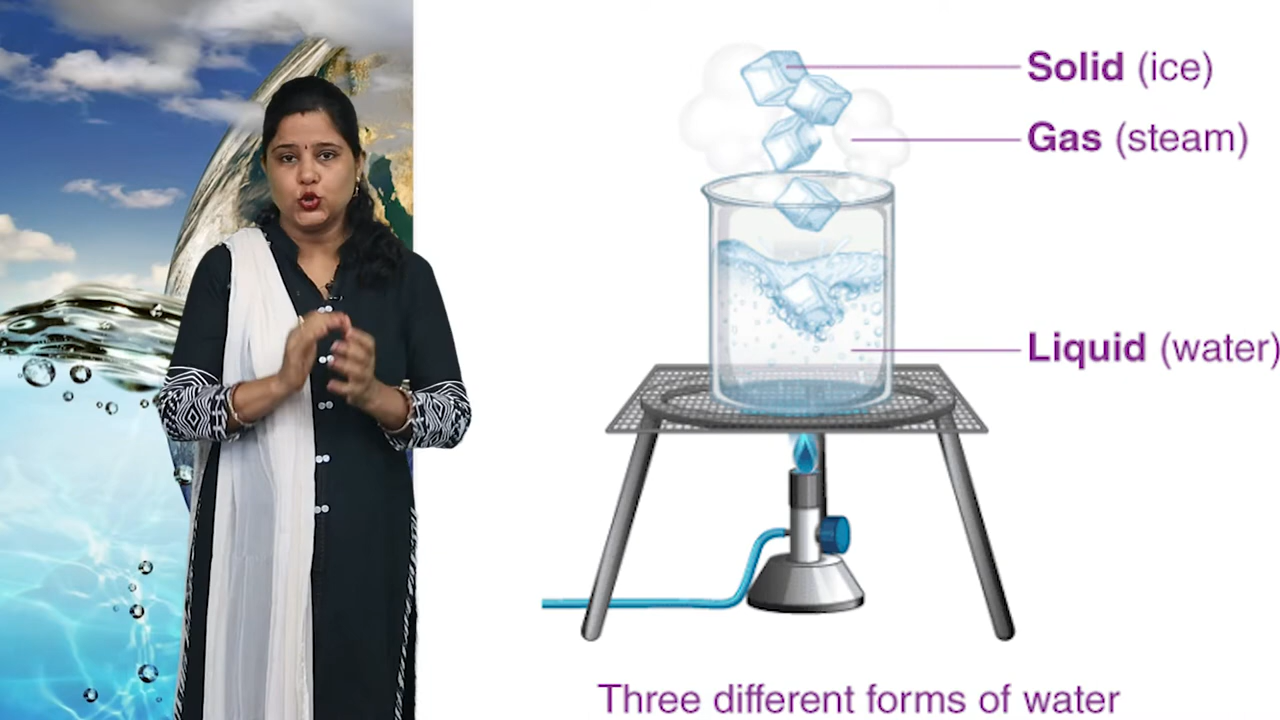 Solid (ice)
Gas (steam)
Liquid (water)
Three different forms of water